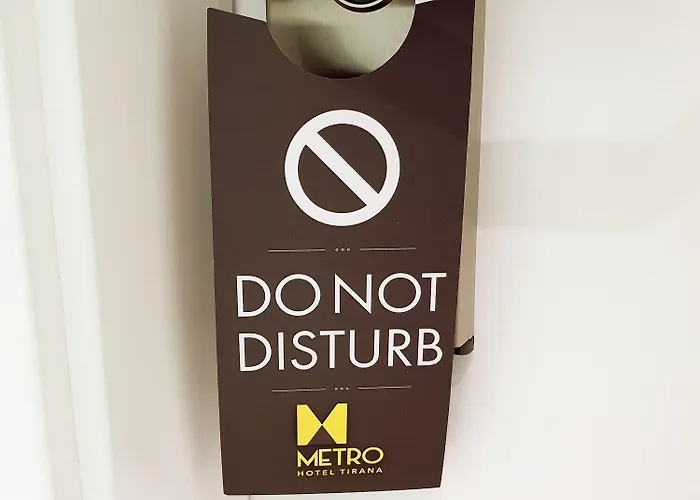 DO NOT
DISTURB
METRO
HOTEL TIRANA